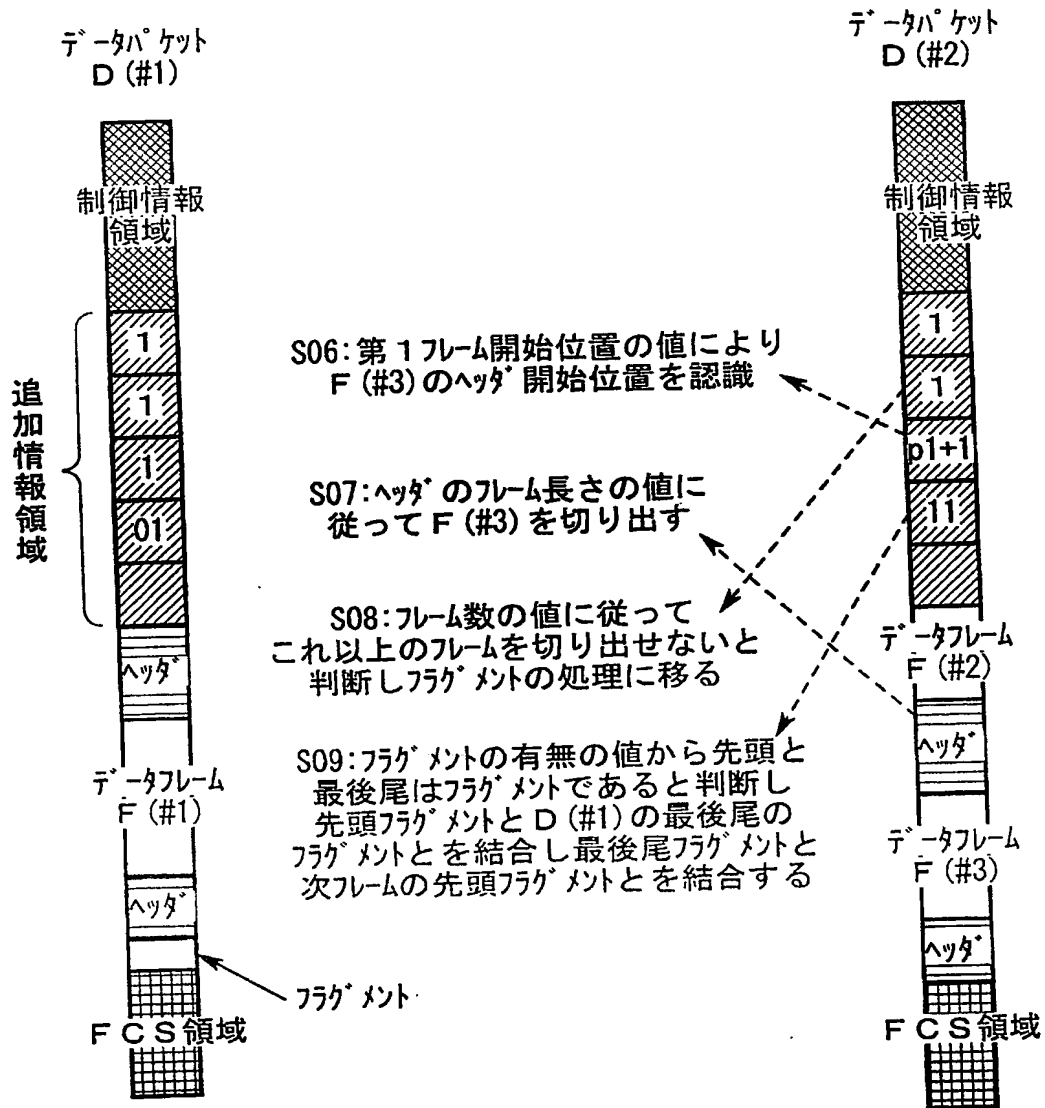 データパケット
D (#1)
制御情報
領域
追加情報領域
1
1
1
01
ヘッダ
データフレーム
F (#1)
ヘッダ
フラグメント
FCS領域
S06:第1フレーム開始位置の値により
F (#3) のヘッダ開始位置を認識
S07:ヘッダのフレーム長さの値に
従ってF (#3) を切り出す
S08:フレーム数の値に従って
これ以上のフレームを切り出せないと
判断しフラグメントの処理に移る
S09:フラグメントの有無の値から先頭と
最後尾はフラグメントであると判断し
先頭フラグメントとD (#1) の最後尾の
フラグメントとを結合し最後尾フラグメントと
次フレームの先頭フラグメントとを結合する
データパケット
D (#2)
制御情報
領域
1
1
p1+1
11
データフレーム
F (#2)
ヘッダ
データフレーム
F (#3)
ヘッダ
FCS領域